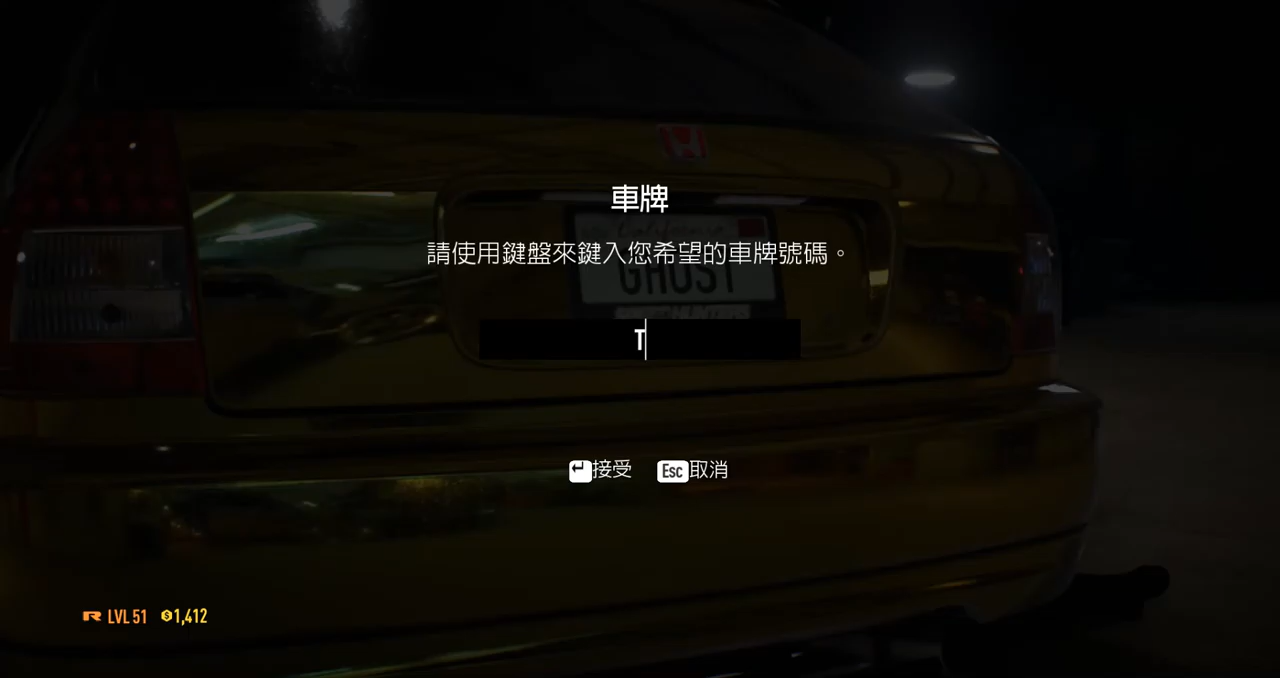 車牌
請使用鍵盤來鍵入您希望的車牌號碼。
California
GHOST
T
接受 Esc 取消
R LVL 51 1,412